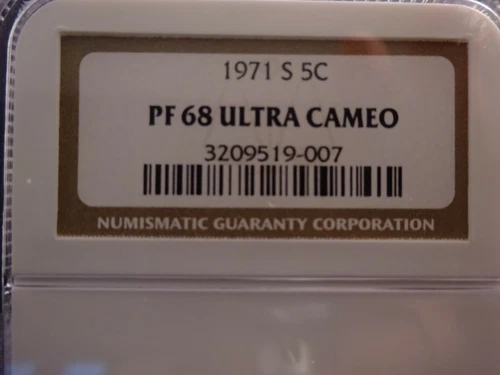 1971 S 5C
PF 68 ULTRA CAMEO
3209519-007
NUMISMATIC GUARANTY CORPORATION